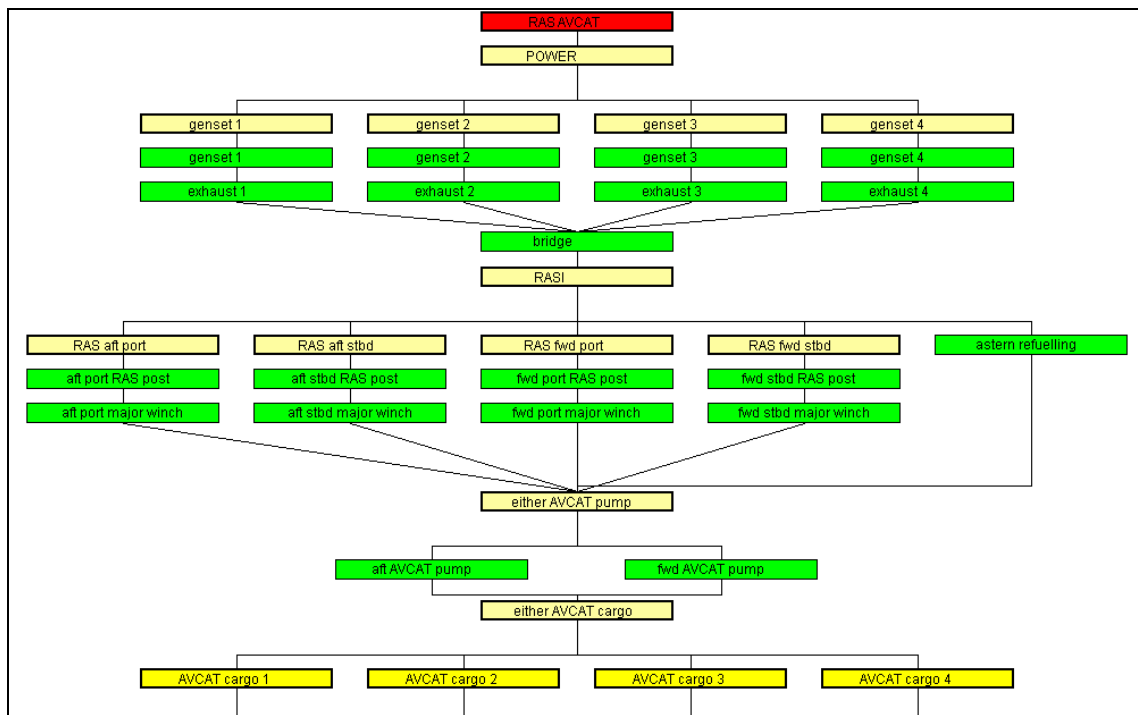 RAS AVCAT
POWER
genset 1
genset 2
genset 3
genset 4
genset 1
genset 2
genset 3
genset 4
exhaust 1
exhaust 2
exhaust 3
exhaust 4
bridge
RASI
RAS aft port
RAS aft stbd
RAS fwd port
RAS fwd stbd
astern refuelling
aft port RAS post
aft stbd RAS post
fwd port RAS post
fwd stbd RAS post
aft port major winch
aft stbd major winch
fwd port major winch
fwd stbd major winch
either AVCAT pump
aft AVCAT pump
fwd AVCAT pump
either AVCAT cargo
AVCAT cargo 1
AVCAT cargo 2
AVCAT cargo 3
AVCAT cargo 4